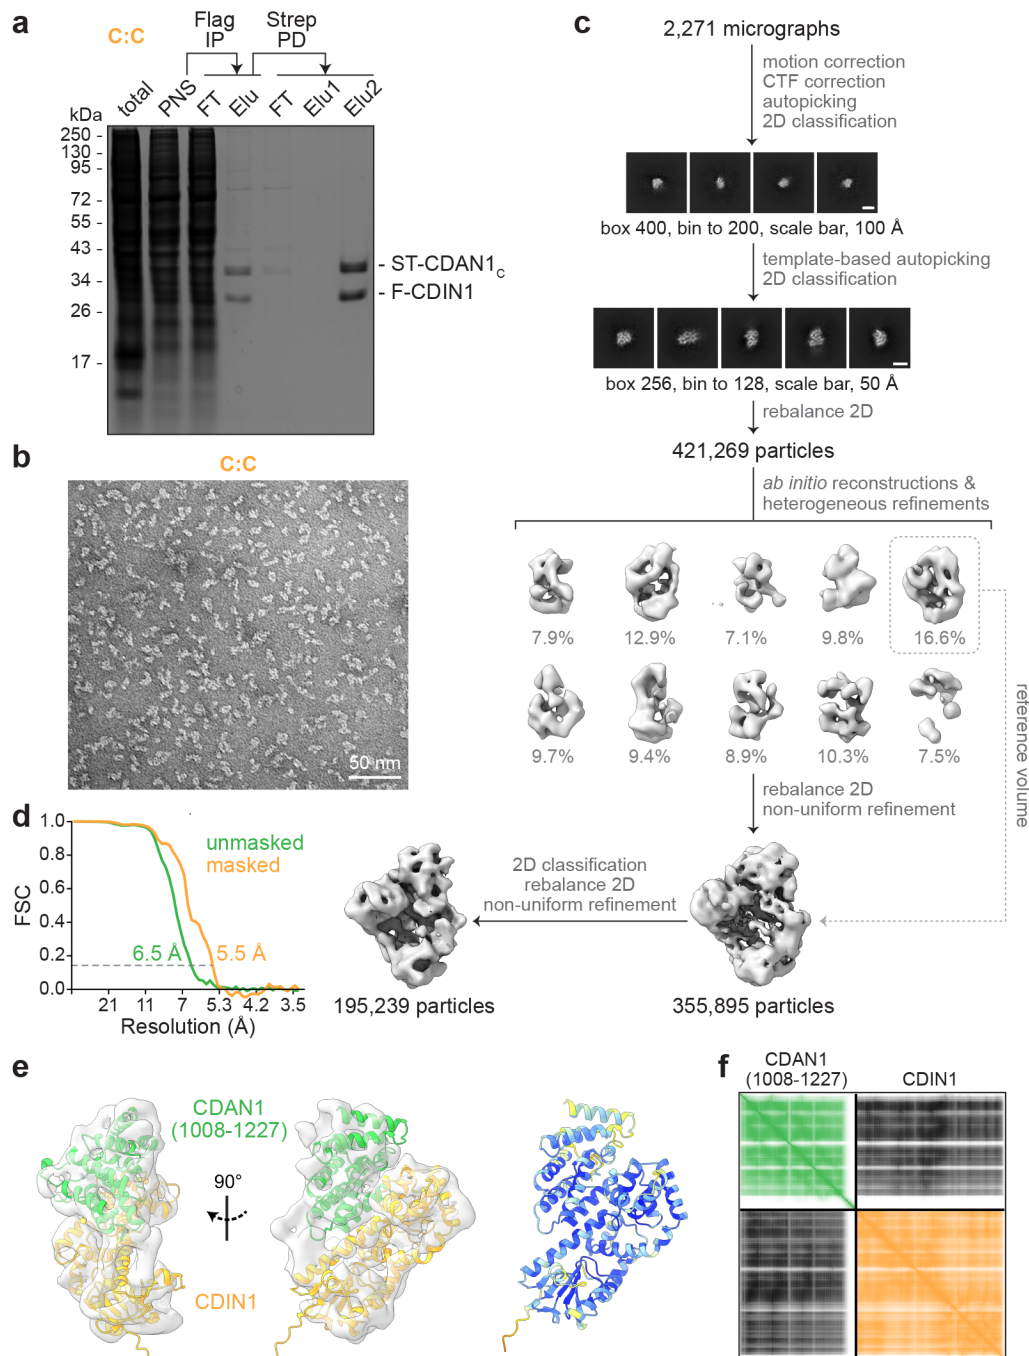 a
C:C
Flag
IP
Strep
PD
total
PNS
FT
Elu
FT
Elu1
Elu2
kDa
250 -
130 -
95 -
72 -
55 -
43 -
34 -
26 -
17 -
- ST-CDAN1C
- F-CDIN1
b
C:C
50 nm
c
2,271 micrographs
motion correction
CTF correction
autopicking
2D classification
box 400, bin to 200, scale bar, 100 Å
template-based autopicking
2D classification
box 256, bin to 128, scale bar, 50 Å
rebalance 2D
421,269 particles
ab initio reconstructions &
heterogeneous refinements
7.9%
12.9%
7.1%
9.8%
16.6%
9.7%
9.4%
8.9%
10.3%
7.5%
reference volume
rebalance 2D
non-uniform refinement
2D classification
rebalance 2D
non-uniform refinement
195,239 particles
355,895 particles
d
1.0
0.8
0.6
0.4
0.2
0.0
FSC
unmasked
masked
6.5 Å
5.5 Å
21 11 7 5.3 4.2 3.5
Resolution (Å)
e
CDAN1
(1008-1227)
90°
CDIN1
f
CDAN1
(1008-1227)
CDIN1